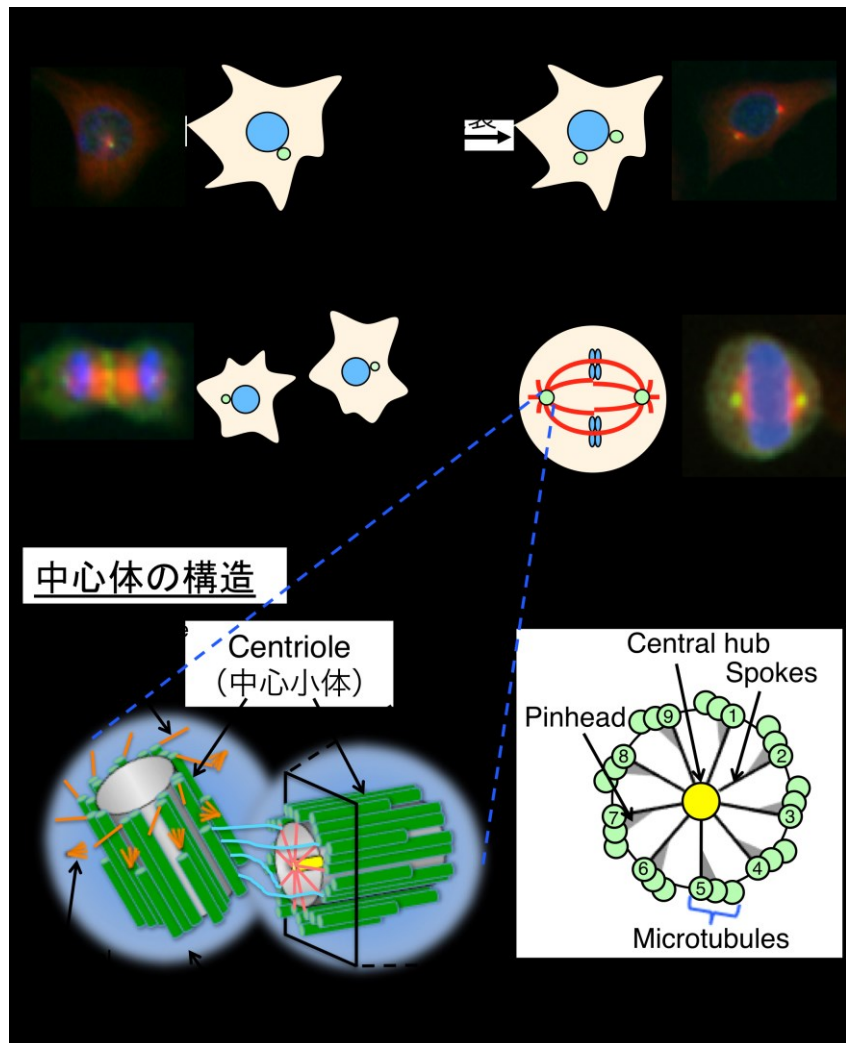 中心体の構造
Centriole
（中心小体）
Central hub
Spokes
Pinhead
1
2
3
4
5
6
7
8
9
Microtubules